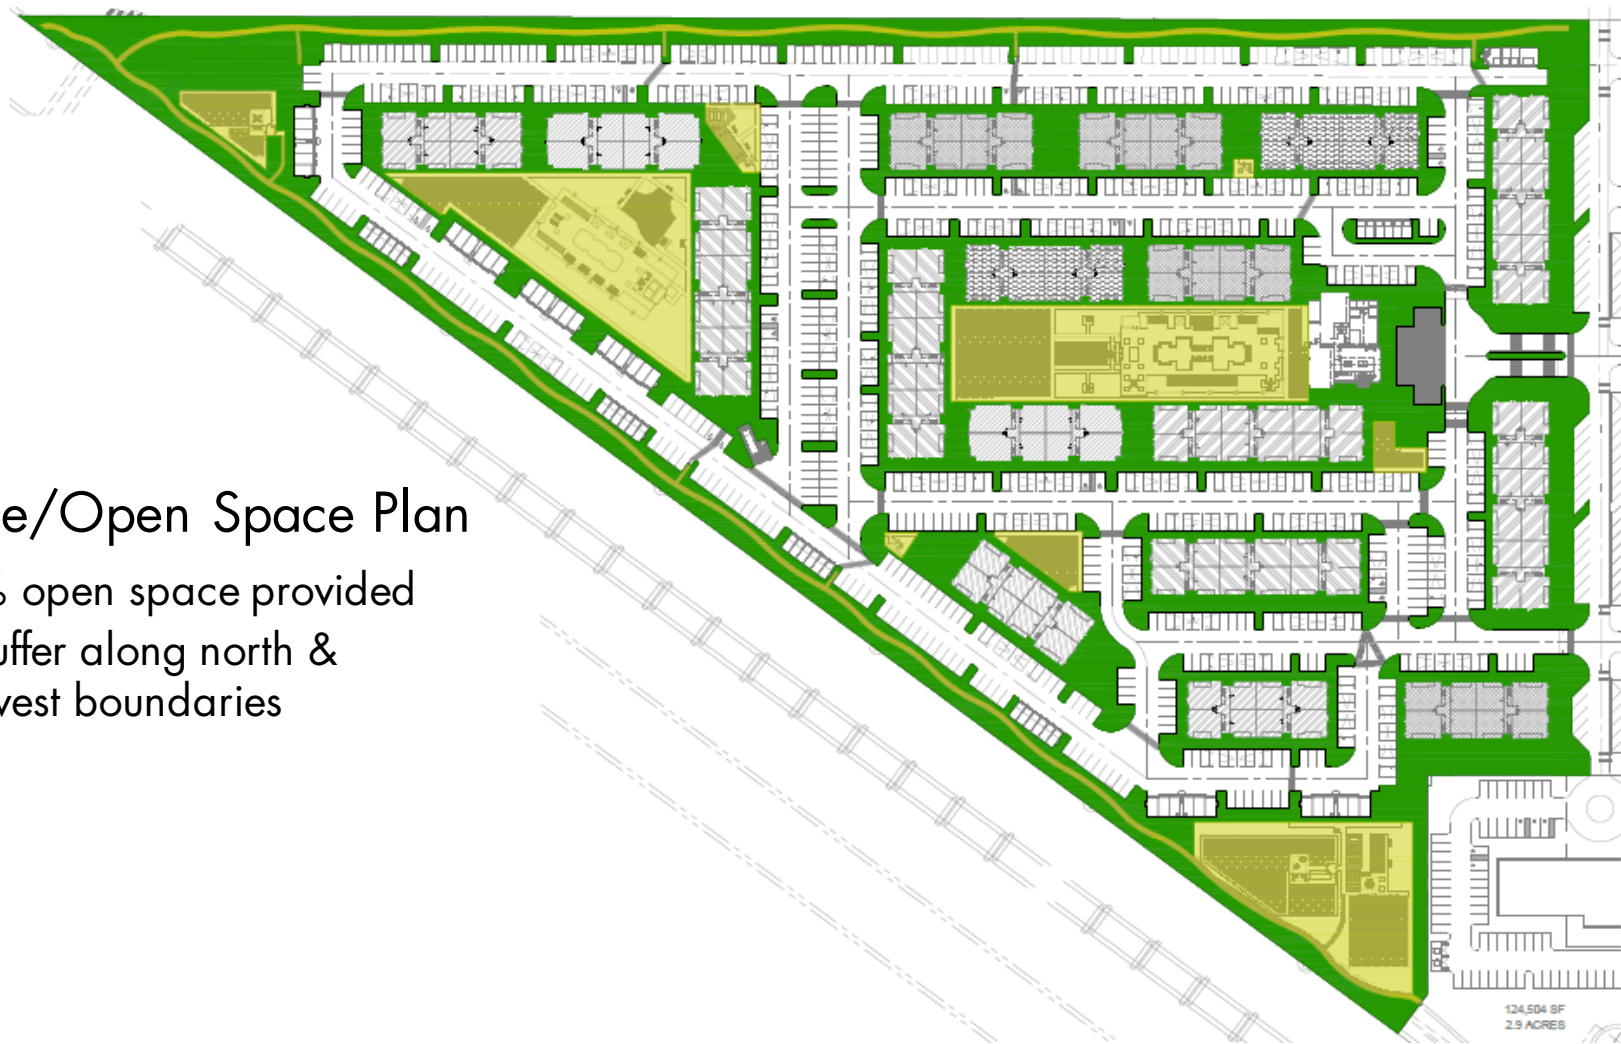 e/Open Space Plan
% open space provided
uffer along north &
vest boundaries
124,504 SF
2.9 ACRES